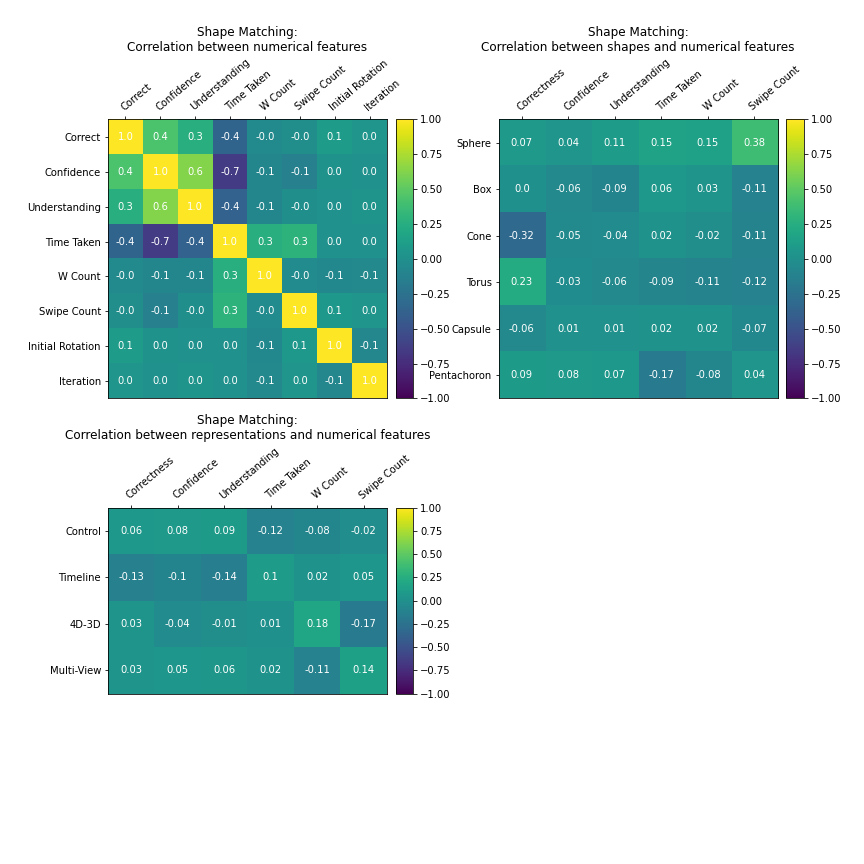 Shape Matching:
Correlation between numerical features
Correct Confidence Understanding Time Taken W Count Swipe Count Initial Rotation Iteration
Correct 1.0 0.4 0.3 -0.4 -0.0 -0.0 0.1 0.0
Confidence 0.4 1.0 0.6 -0.7 -0.1 -0.1 0.0 0.0
Understanding 0.3 0.6 1.0 -0.4 -0.1 -0.0 0.0 0.0
Time Taken -0.4 -0.7 -0.4 1.0 0.3 0.3 0.0 0.0
W Count -0.0 -0.1 -0.1 0.3 1.0 -0.0 -0.1 -0.1
Swipe Count -0.0 -0.1 -0.0 0.3 -0.0 1.0 0.1 0.0
Initial Rotation 0.1 0.0 0.0 0.0 -0.1 0.1 1.0 -0.1
Iteration 0.0 0.0 0.0 0.0 -0.1 0.0 -0.1 1.0
1.00
0.75
0.50
0.25
0.00
−0.25
−0.50
−0.75
−1.00
Shape Matching:
Correlation between shapes and numerical features
Correctness Confidence Understanding Time Taken W Count Swipe Count
Sphere 0.07 0.04 0.11 0.15 0.15 0.38
Box 0.0 -0.06 -0.09 0.06 0.03 -0.11
Cone -0.32 -0.05 -0.04 0.02 -0.02 -0.11
Torus 0.23 -0.03 -0.06 -0.09 -0.11 -0.12
Capsule -0.06 0.01 0.01 0.02 0.02 -0.07
Pentachoron 0.09 0.08 0.07 -0.17 -0.08 0.04
1.00
0.75
0.50
0.25
0.00
−0.25
−0.50
−0.75
−1.00
Shape Matching:
Correlation between representations and numerical features
Correctness Confidence Understanding Time Taken W Count Swipe Count
Control 0.06 0.08 0.09 -0.12 -0.08 -0.02
Timeline -0.13 -0.1 -0.14 0.1 0.02 0.05
4D-3D 0.03 -0.04 -0.01 0.01 0.18 -0.17
Multi-View 0.03 0.05 0.06 0.02 -0.11 0.14
1.00
0.75
0.50
0.25
0.00
−0.25
−0.50
−0.75
−1.00